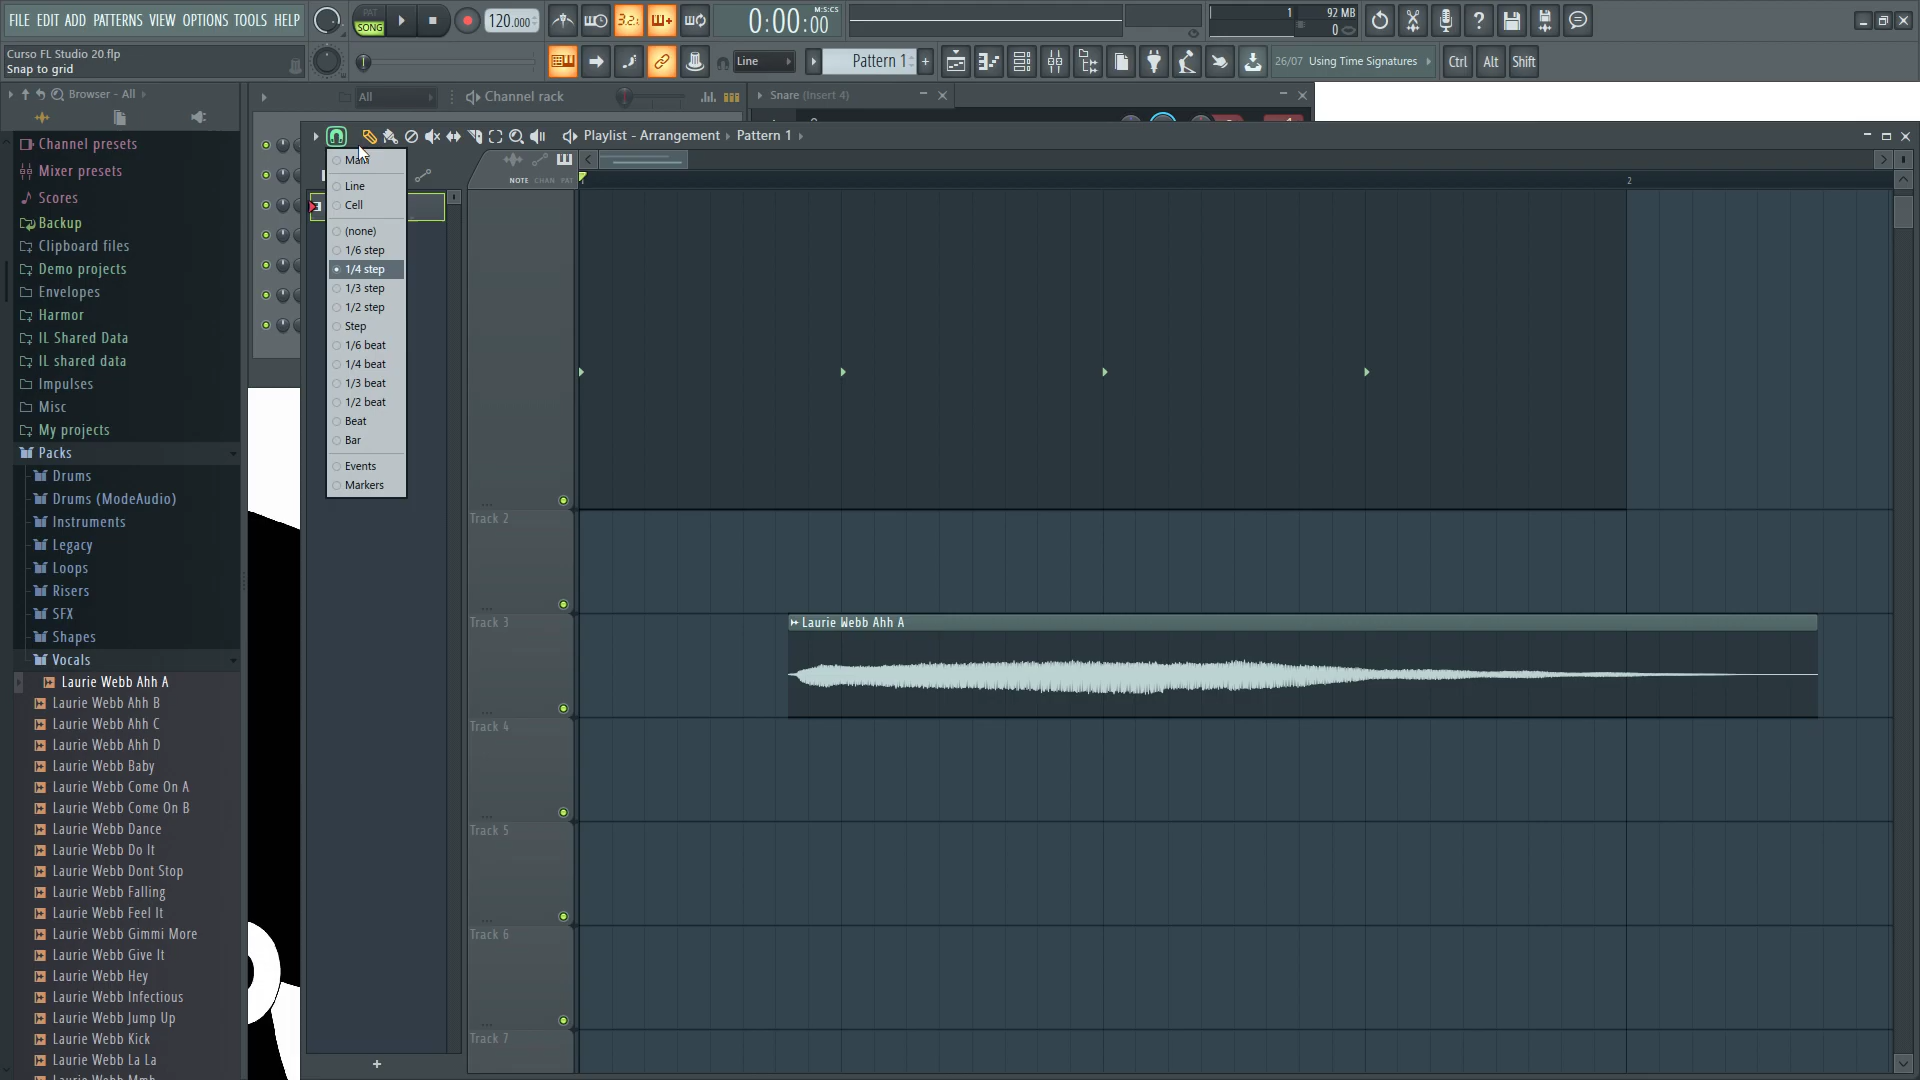 FILE EDIT ADD PATTERNS VIEW OPTIONS TOOLS HELP
PAT
SONG
120.000
3.2.
0:00:00
M:S:CS
1
92 MB
0
Curso FL Studio 20.flp
Snap to grid
Line
Pattern 1
+
26/07 Using Time Signatures
Ctrl
Alt
Shift
Browser - All
All
Channel rack
Snare (Insert 4)
Playlist - Arrangement
Pattern 1
NOTE CHAN PAT
2
Channel presets
Mixer presets
Scores
Backup
Clipboard files
Demo projects
Envelopes
Harmor
IL Shared Data
IL shared data
Impulses
Misc
My projects
Packs
Drums
Drums (ModeAudio)
Instruments
Legacy
Loops
Risers
SFX
Shapes
Vocals
Laurie Webb Ahh A
Laurie Webb Ahh B
Laurie Webb Ahh C
Laurie Webb Ahh D
Laurie Webb Baby
Laurie Webb Come On A
Laurie Webb Come On B
Laurie Webb Dance
Laurie Webb Do It
Laurie Webb Dont Stop
Laurie Webb Falling
Laurie Webb Feel It
Laurie Webb Gimmi More
Laurie Webb Give It
Laurie Webb Hey
Laurie Webb Infectious
Laurie Webb Jump Up
Laurie Webb Kick
Laurie Webb La La
Laurie Webb
Main
Line
Cell
(none)
1/6 step
1/4 step
1/3 step
1/2 step
Step
1/6 beat
1/4 beat
1/3 beat
1/2 beat
Beat
Bar
Events
Markers
Track 2
Track 3
Laurie Webb Ahh A
Track 4
Track 5
Track 6
Track 7